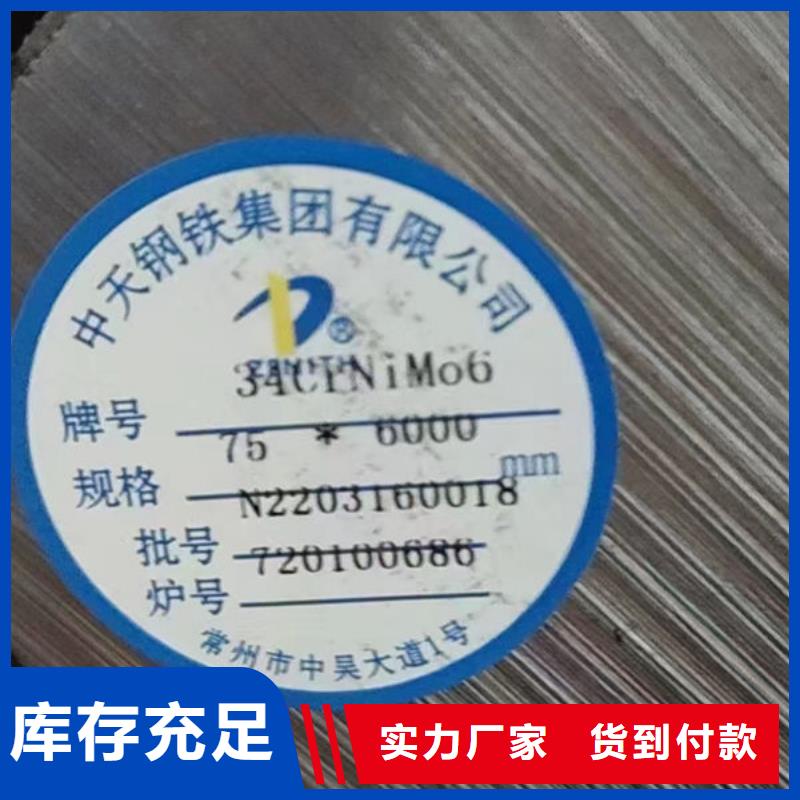 中天钢铁集团有限公司
®
ZENITH
34CrNiMo6
牌号
75 * 6000
规格 mm
N2203160018
批号
720100686
炉号
常州市中吴大道1号
库存充足
实力厂家 货到付款